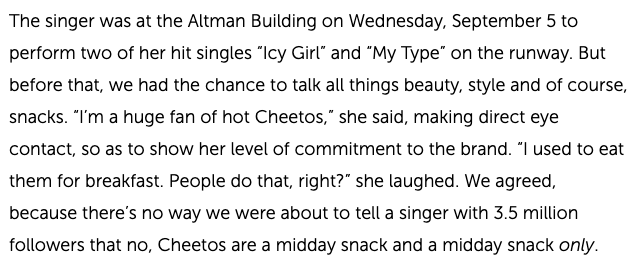 The singer was at the Altman Building on Wednesday, September 5 to
perform two of her hit singles “Icy Girl” and “My Type” on the runway. But
before that, we had the chance to talk all things beauty, style and of course,
snacks. “I’m a huge fan of hot Cheetos,” she said, making direct eye
contact, so as to show her level of commitment to the brand. “I used to eat
them for breakfast. People do that, right?” she laughed. We agreed,
because there’s no way we were about to tell a singer with 3.5 million
followers that no, Cheetos are a midday snack and a midday snack only.